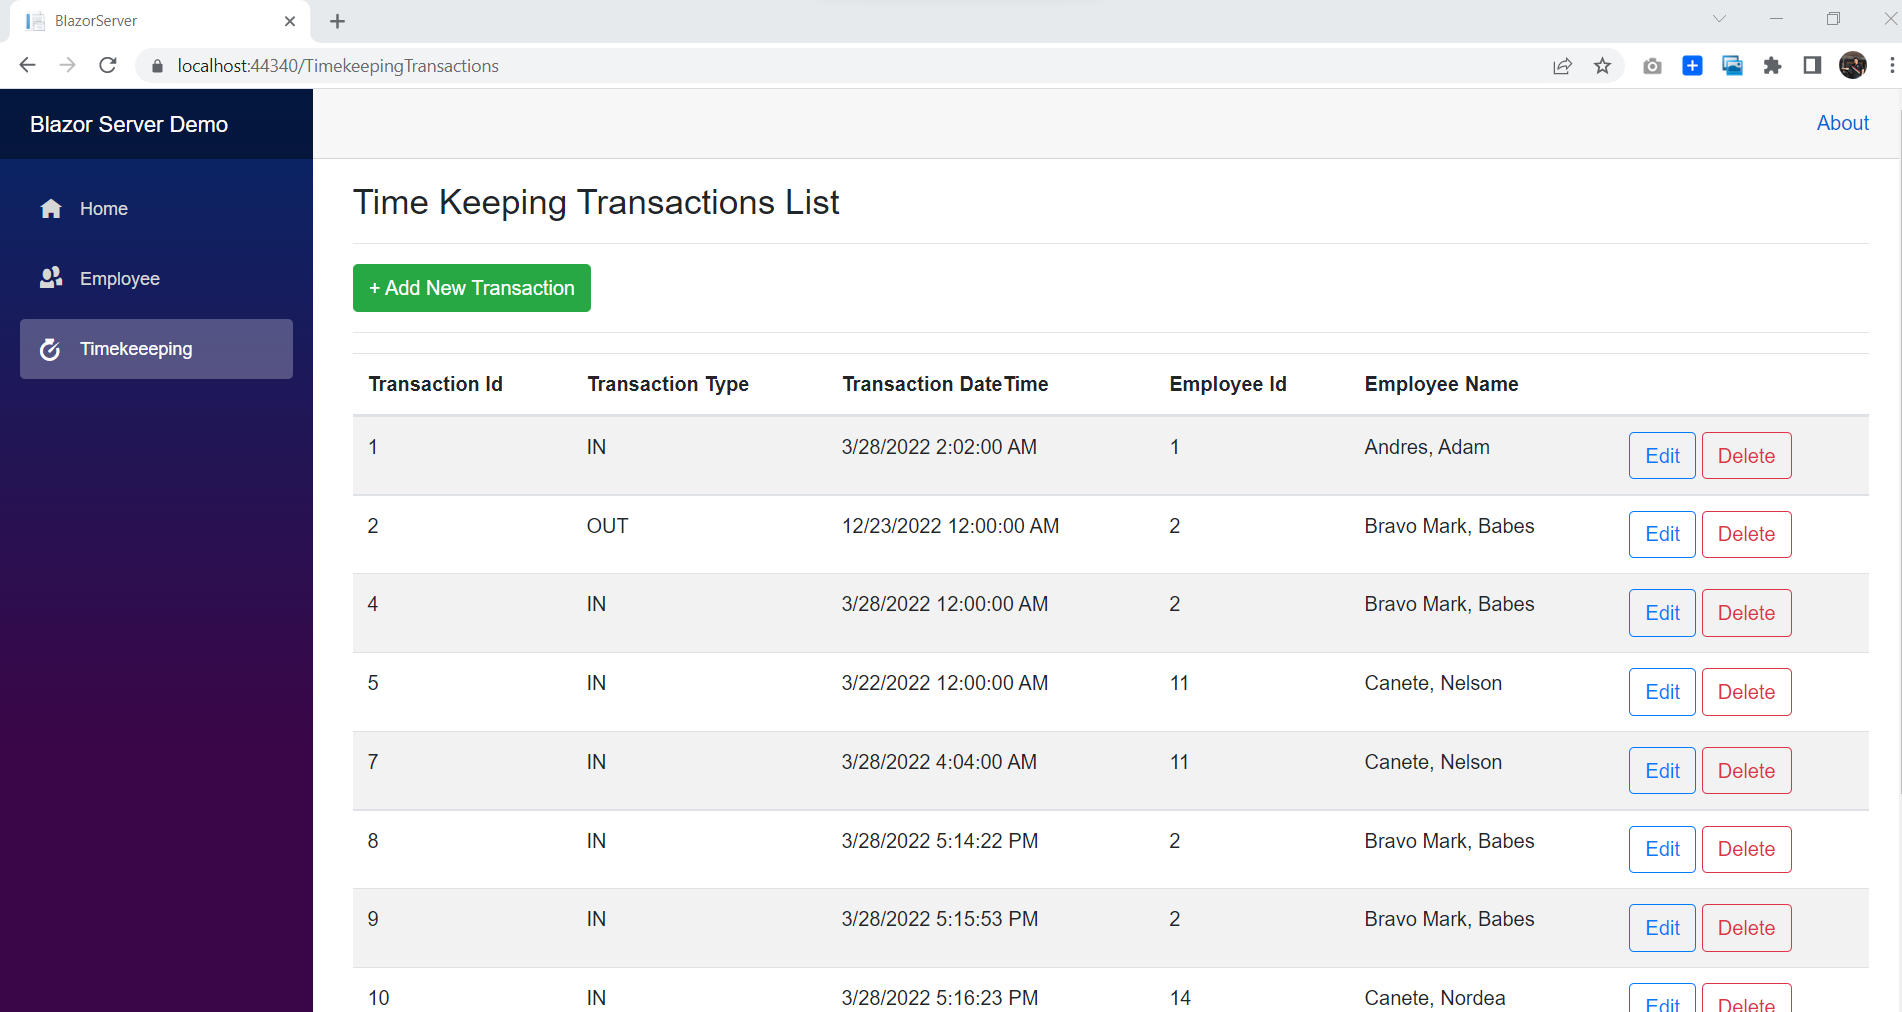 BlazorServer
localhost:44340/TimekeepingTransactions
Blazor Server Demo
About
Home
Employee
Timekeeeping
Time Keeping Transactions List
+ Add New Transaction
Transaction Id Transaction Type Transaction DateTime Employee Id Employee Name
1 IN 3/28/2022 2:02:00 AM 1 Andres, Adam Edit Delete
2 OUT 12/23/2022 12:00:00 AM 2 Bravo Mark, Babes Edit Delete
4 IN 3/28/2022 12:00:00 AM 2 Bravo Mark, Babes Edit Delete
5 IN 3/22/2022 12:00:00 AM 11 Canete, Nelson Edit Delete
7 IN 3/28/2022 4:04:00 AM 11 Canete, Nelson Edit Delete
8 IN 3/28/2022 5:14:22 PM 2 Bravo Mark, Babes Edit Delete
9 IN 3/28/2022 5:15:53 PM 2 Bravo Mark, Babes Edit Delete
10 IN 3/28/2022 5:16:23 PM 14 Canete, Nordea Edit Delete